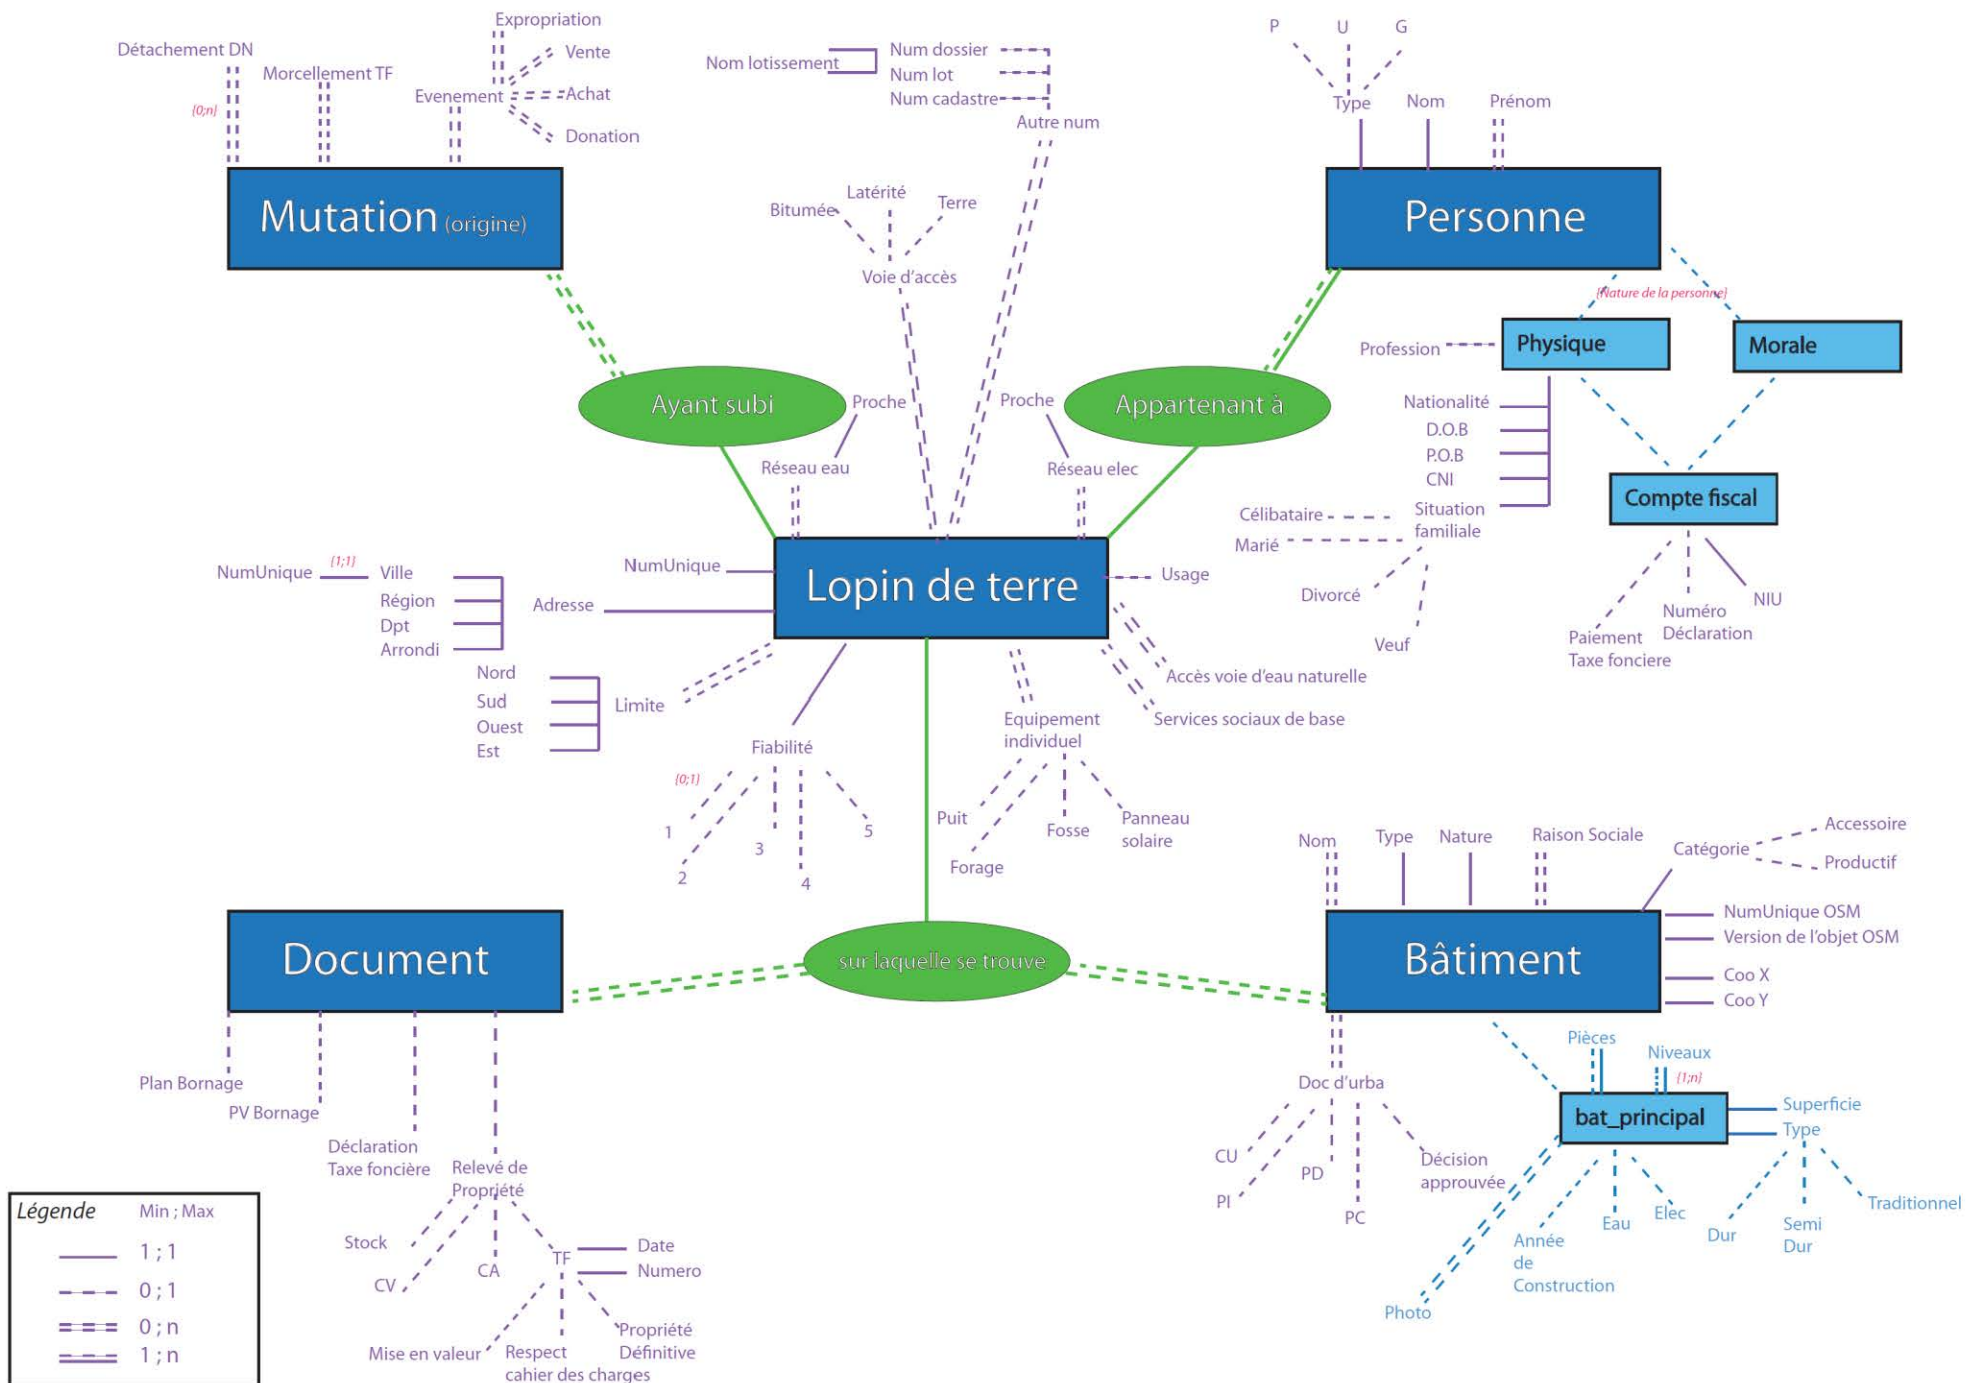 Expropriation
Détachement DN
Vente
Morcellement TF
Evenement
Achat
{0;n}
Donation
Mutation (origine)
Nom lotissement
Num dossier
Num lot
Num cadastre
Autre num
Latérité
Bitumée
Terre
Voie d'accès
P
U
G
Type
Nom
Prénom
Personne
{Nature de la personne}
Physique
Morale
Profession
Nationalité
D.O.B
P.O.B
CNI
Situation
familiale
Célibataire
Marié
Divorcé
Veuf
Compte fiscal
NIU
Numéro
Déclaration
Paiement
Taxe fonciere
Ayant subi
Appartenant à
Proche
Réseau eau
Proche
Réseau elec
NumUnique
{1;1}
Ville
Région
Dpt
Arrondi
Adresse
NumUnique
Lopin de terre
Usage
Accès voie d'eau naturelle
Services sociaux de base
Nord
Sud
Ouest
Est
Limite
Fiabilité
{0;1}
1
2
3
4
5
Equipement
individuel
Puit
Forage
Fosse
Panneau
solaire
Document
sur laquelle se trouve
Nom
Type
Nature
Raison Sociale
Catégorie
Accessoire
Productif
Bâtiment
NumUnique OSM
Version de l'objet OSM
Coo X
Coo Y
Plan Bornage
PV Bornage
Déclaration
Taxe foncière
Relevé de
Propriété
Stock
CV
CA
TF
Date
Numero
Mise en valeur
Respect
cahier des charges
Propriété
Définitive
Doc d'urba
CU
PI
PD
PC
Décision
approuvée
Pièces
Niveaux
{1;n}
bat_principal
Superficie
Type
Photo
Année
de
Construction
Eau
Elec
Dur
Semi
Dur
Traditionnel
Légende
Min ; Max
1 ; 1
0 ; 1
0 ; n
1 ; n